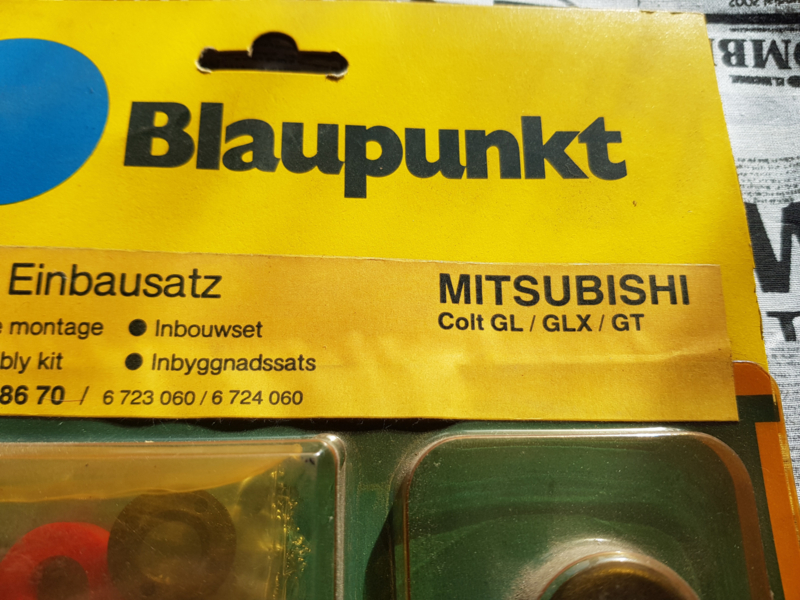 Blaupunkt
Einbausatz
MITSUBISHI
Colt GL / GLX / GT
montage ● Inbouwset
kit ● Inbyggnadssats
86 70 / 6 723 060 / 6 724 060